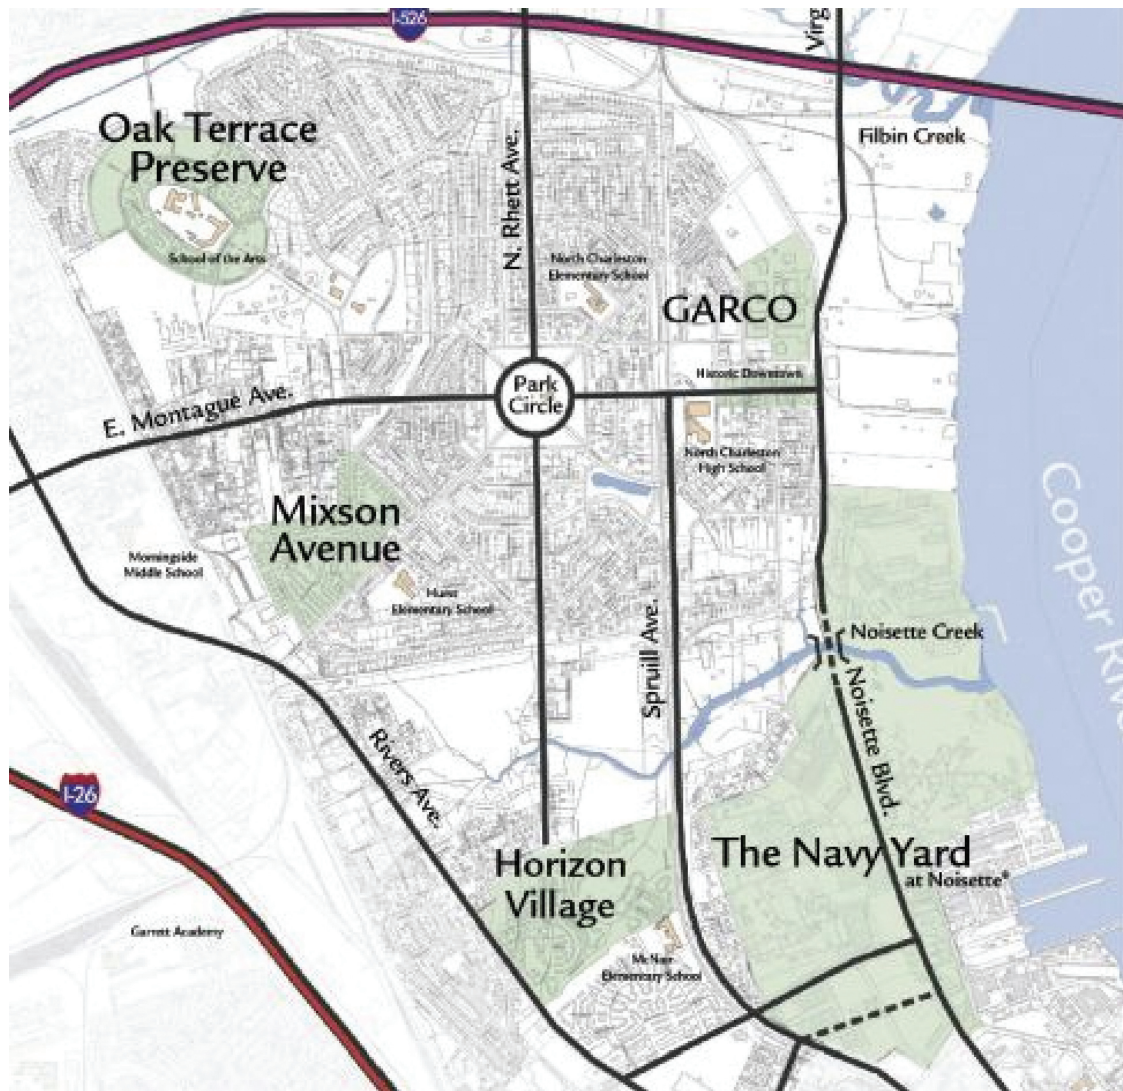 I-526
Virg
Oak Terrace
Preserve
Filbin Creek
N. Rhett Ave.
School of the Arts
North Charleston
Elementary School
GARCO
Historic Downtown
Park
Circle
E. Montague Ave.
North Charleston
High School
Cooper Rive
Mixson
Avenue
Morningside
Middle School
Hurst
Elementary School
Spruill Ave.
Noisette Creek
Noisette Blvd.
Rivers Ave.
I-26
The Navy Yard
at Noisette®
Horizon
Village
Garrett Academy
McNair
Elementary School